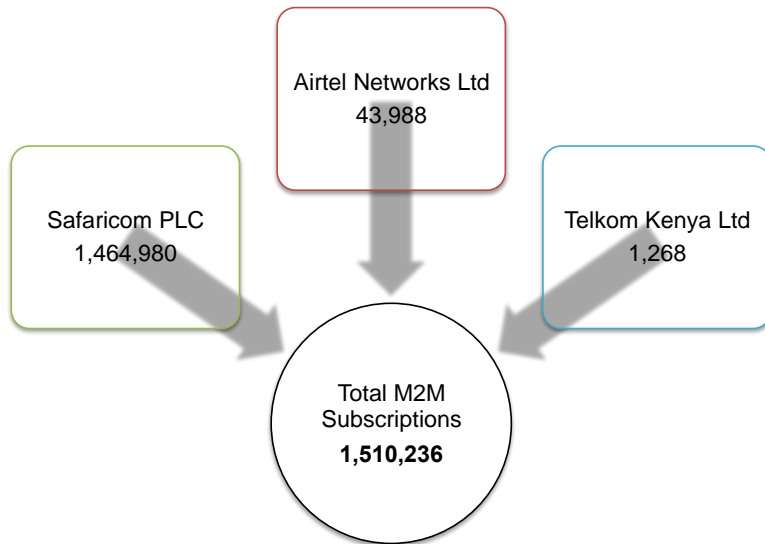 Airtel Networks Ltd
43,988
Safaricom PLC
1,464,980
Telkom Kenya Ltd
1,268
Total M2M
Subscriptions
1,510,236